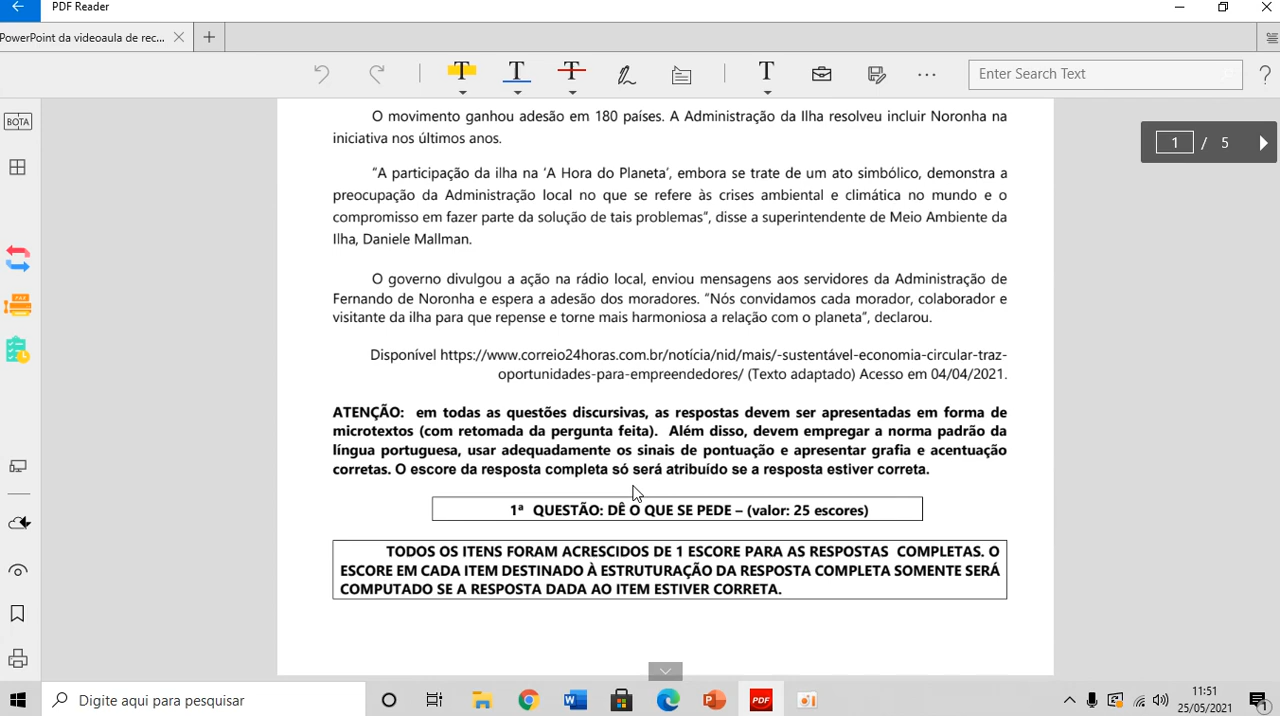 PDF Reader
PowerPoint da videoaula de rec...
Enter Search Text
BOTA
1 / 5
O movimento ganhou adesão em 180 países. A Administração da Ilha resolveu incluir Noronha na
iniciativa nos últimos anos.
“A participação da ilha na ‘A Hora do Planeta’, embora se trate de um ato simbólico, demonstra a
preocupação da Administração local no que se refere às crises ambiental e climática no mundo e o
compromisso em fazer parte da solução de tais problemas”, disse a superintendente de Meio Ambiente da
Ilha, Daniele Mallman.
O governo divulgou a ação na rádio local, enviou mensagens aos servidores da Administração de
Fernando de Noronha e espera a adesão dos moradores. “Nós convidamos cada morador, colaborador e
visitante da ilha para que repense e torne mais harmoniosa a relação com o planeta”, declarou.
Disponível https://www.correio24horas.com.br/notícia/nid/mais/-sustentável-economia-circular-traz-
oportunidades-para-empreendedores/ (Texto adaptado) Acesso em 04/04/2021.
ATENÇÃO: em todas as questões discursivas, as respostas devem ser apresentadas em forma de
microtextos (com retomada da pergunta feita). Além disso, devem empregar a norma padrão da
língua portuguesa, usar adequadamente os sinais de pontuação e apresentar grafia e acentuação
corretas. O escore da resposta completa só será atribuído se a resposta estiver correta.
1ª QUESTÃO: DÊ O QUE SE PEDE – (valor: 25 escores)
TODOS OS ITENS FORAM ACRESCIDOS DE 1 ESCORE PARA AS RESPOSTAS COMPLETAS. O
ESCORE EM CADA ITEM DESTINADO À ESTRUTURAÇÃO DA RESPOSTA COMPLETA SOMENTE SERÁ
COMPUTADO SE A RESPOSTA DADA AO ITEM ESTIVER CORRETA.
Digite aqui para pesquisar
PDF
11:51
25/05/2021